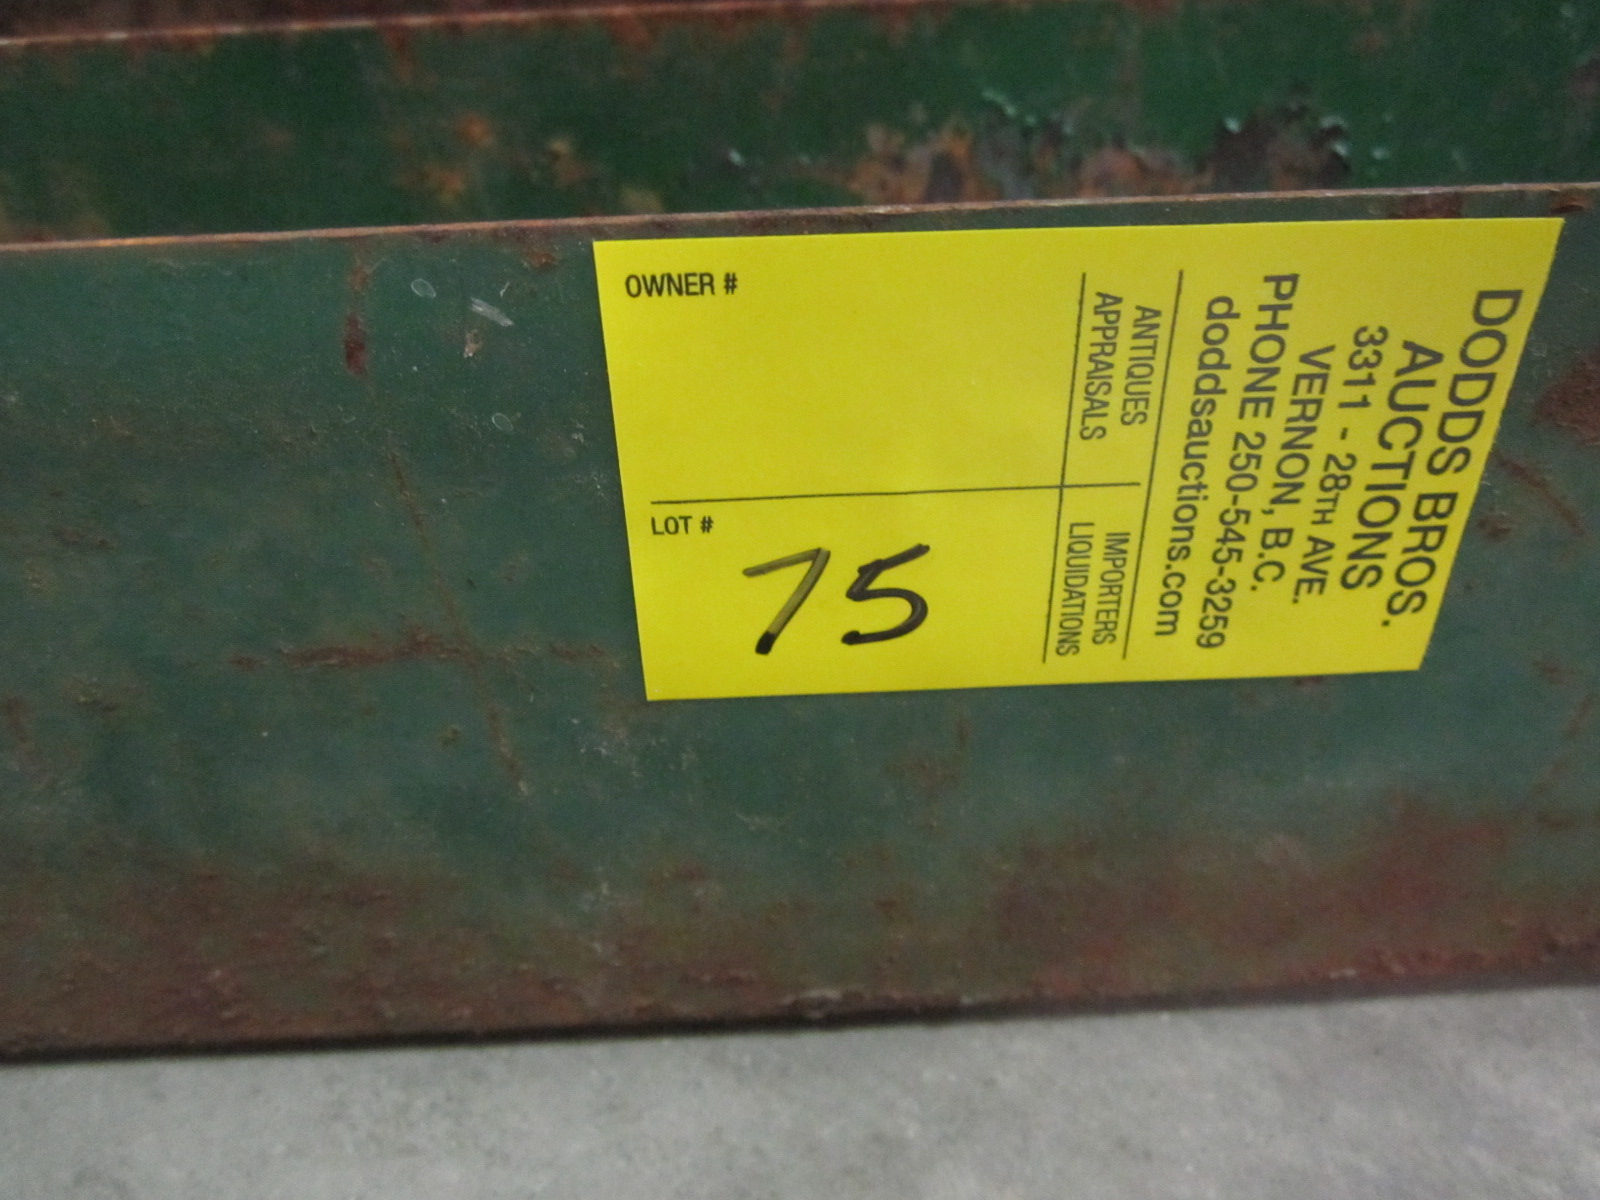 DODDS BROS.
AUCTIONS
3311 - 28TH AVE.
VERNON, B.C.
PHONE 250-545-3259
doddsauctions.com
ANTIQUES
APPRAISALS
IMPORTERS
LIQUIDATIONS
OWNER #
LOT #
75